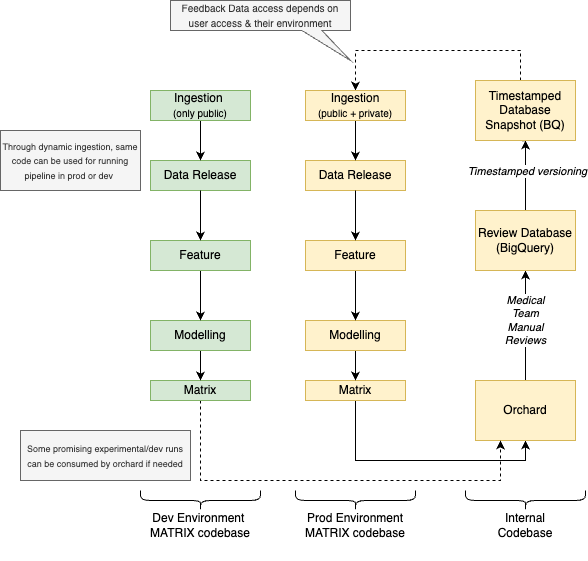 Feedback Data access depends on
user access & their environment
Ingestion
(only public)
Ingestion
(public + private)
Timestamped
Database
Snapshot (BQ)
Through dynamic ingestion, same
code can be used for running
pipeline in prod or dev
Data Release
Data Release
Timestamped versioning
Feature
Feature
Review Database
(BigQuery)
Medical
Team
Manual
Reviews
Modelling
Modelling
Matrix
Matrix
Orchard
Some promising experimental/dev runs
can be consumed by orchard if needed
Dev Environment
MATRIX codebase
Prod Environment
MATRIX codebase
Internal
Codebase